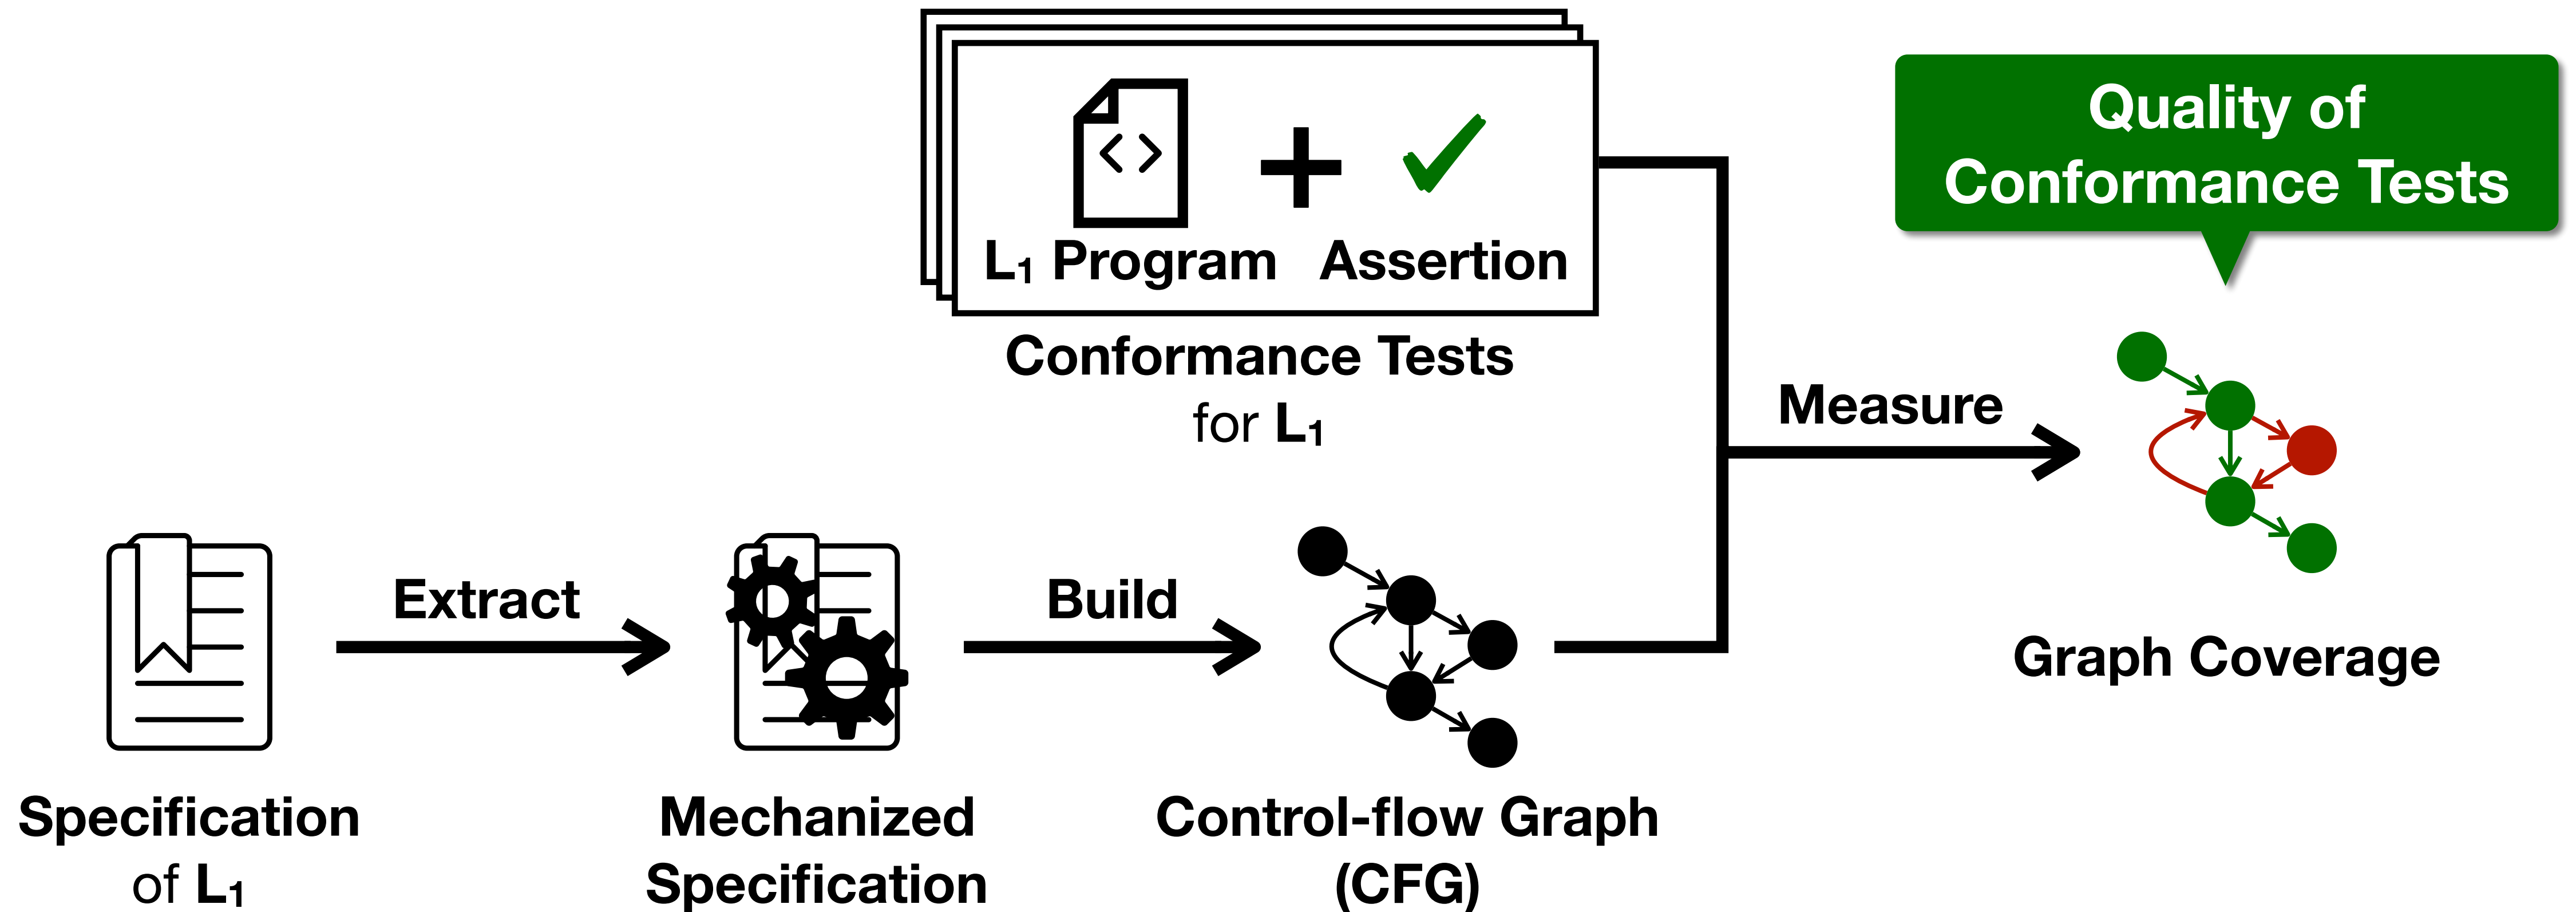 L₁ Program
Assertion
Conformance Tests
for L₁
Quality of
Conformance Tests
Measure
Graph Coverage
Extract
Build
Specification
of L₁
Mechanized
Specification
Control-flow Graph
(CFG)